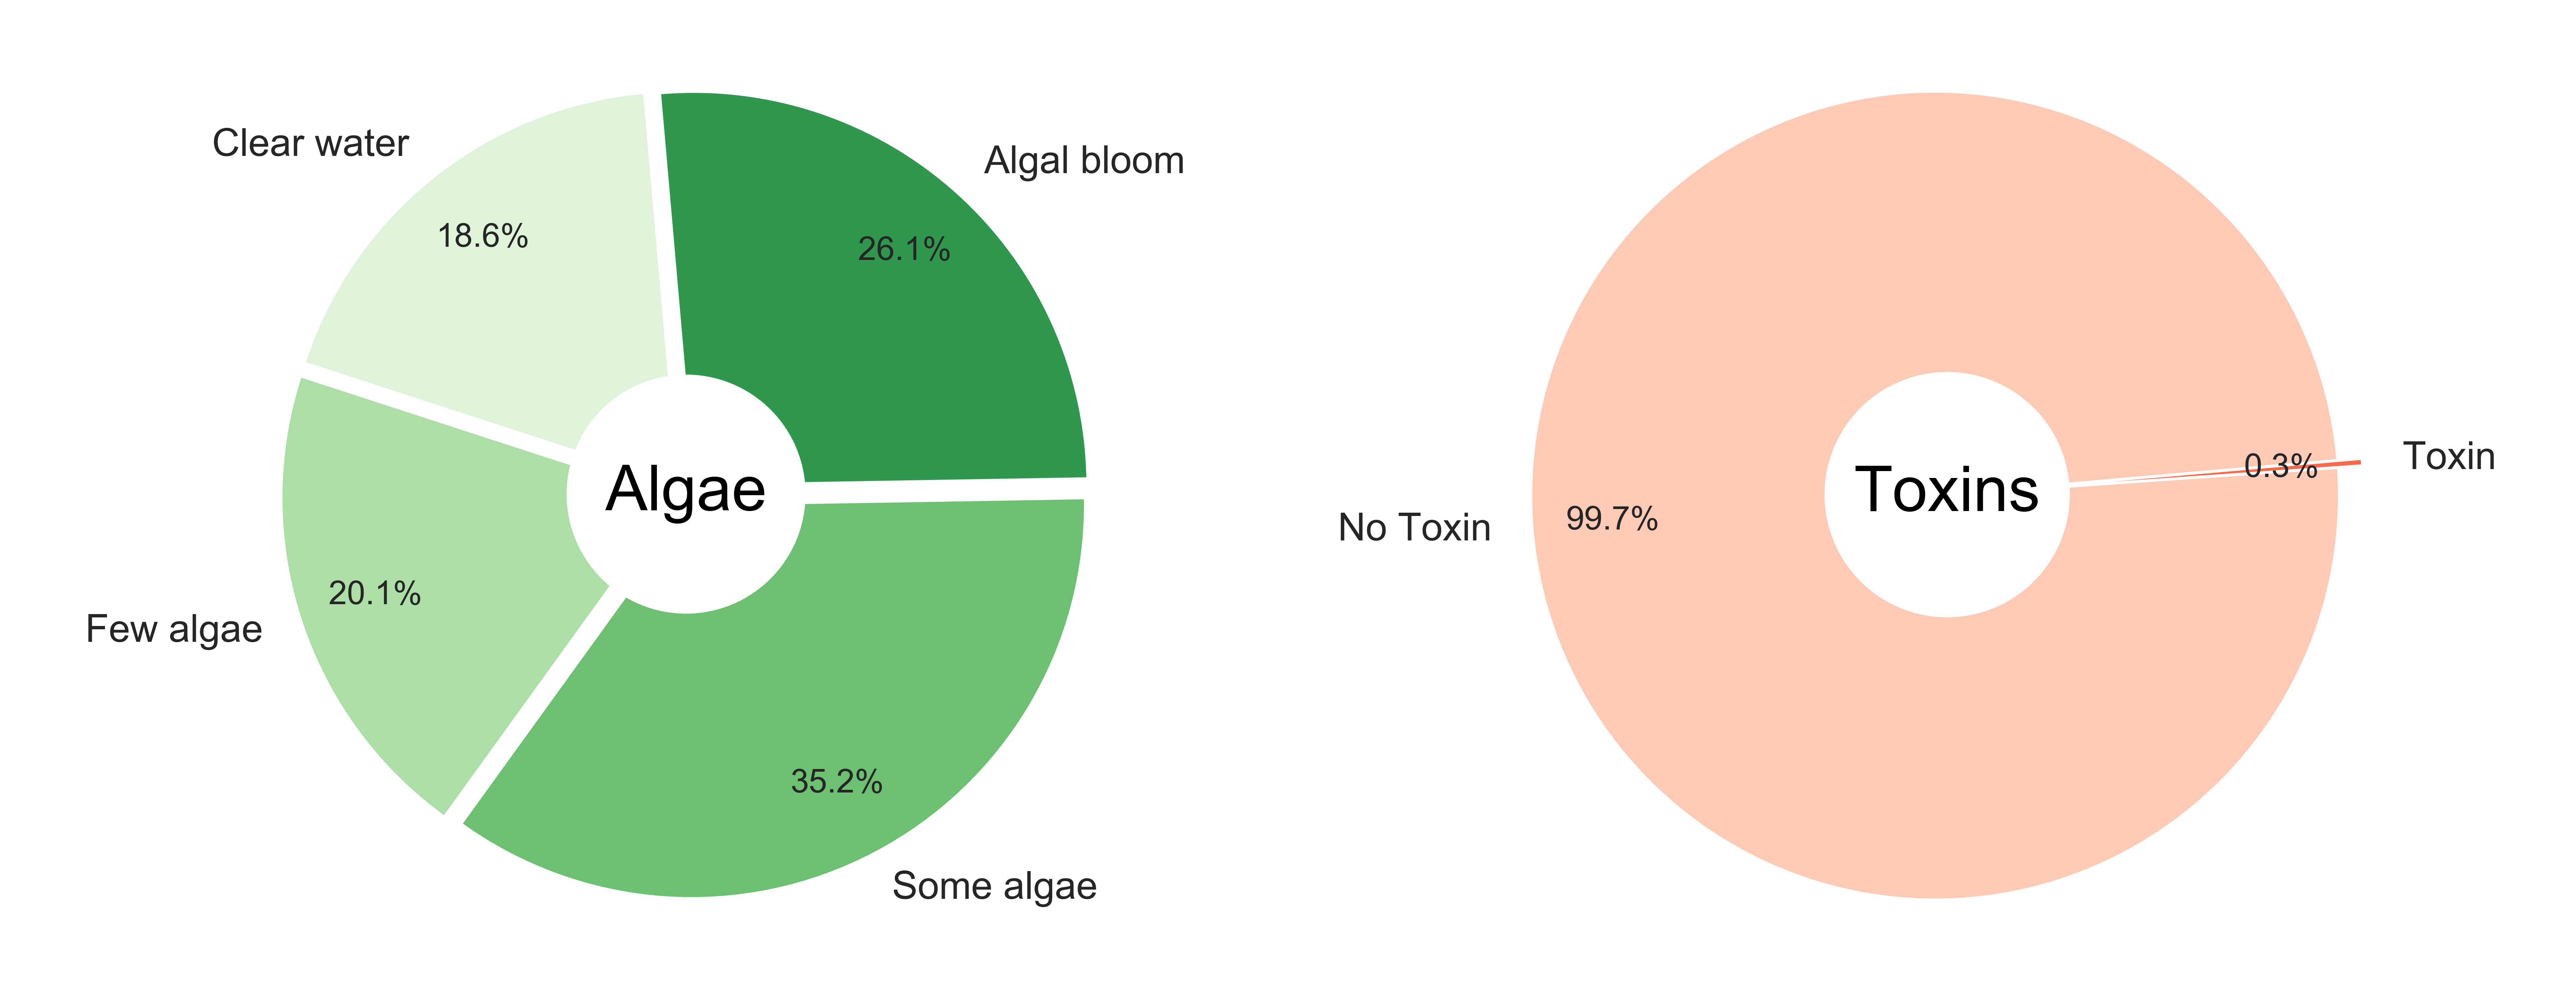 Clear water
18.6%
Algal bloom
26.1%
Algae
Few algae
20.1%
35.2%
Some algae
Toxin
0.3%
Toxins
No Toxin
99.7%